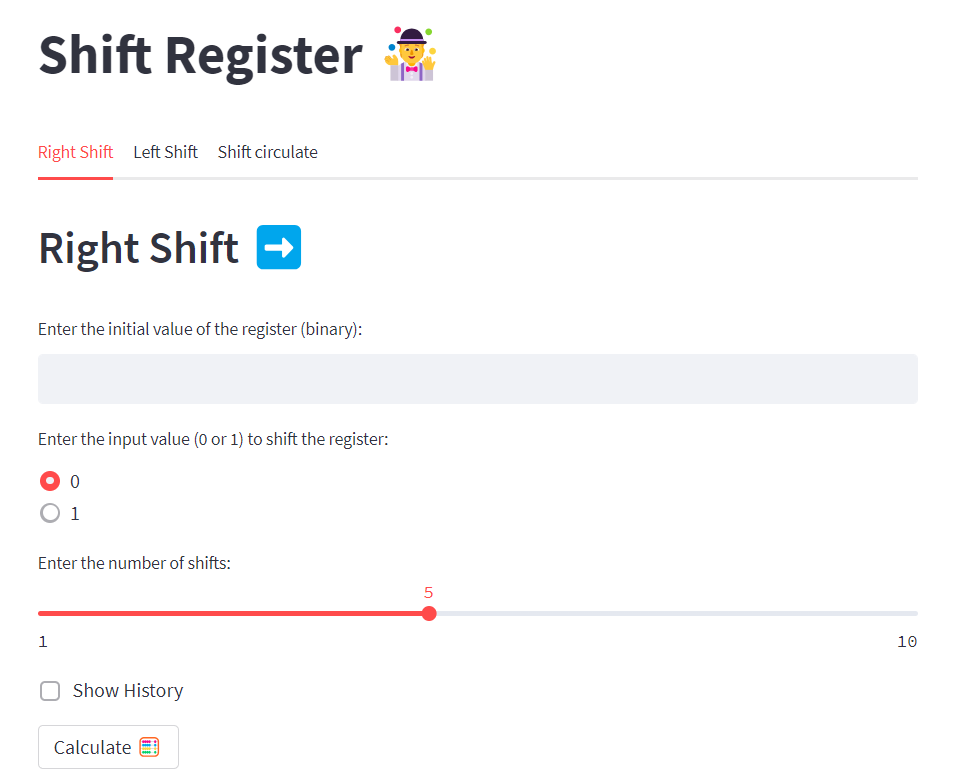 Shift Register
Right Shift Left Shift Shift circulate
Right Shift
Enter the initial value of the register (binary):
Enter the input value (0 or 1) to shift the register:
0
1
Enter the number of shifts:
5
1 10
Show History
Calculate